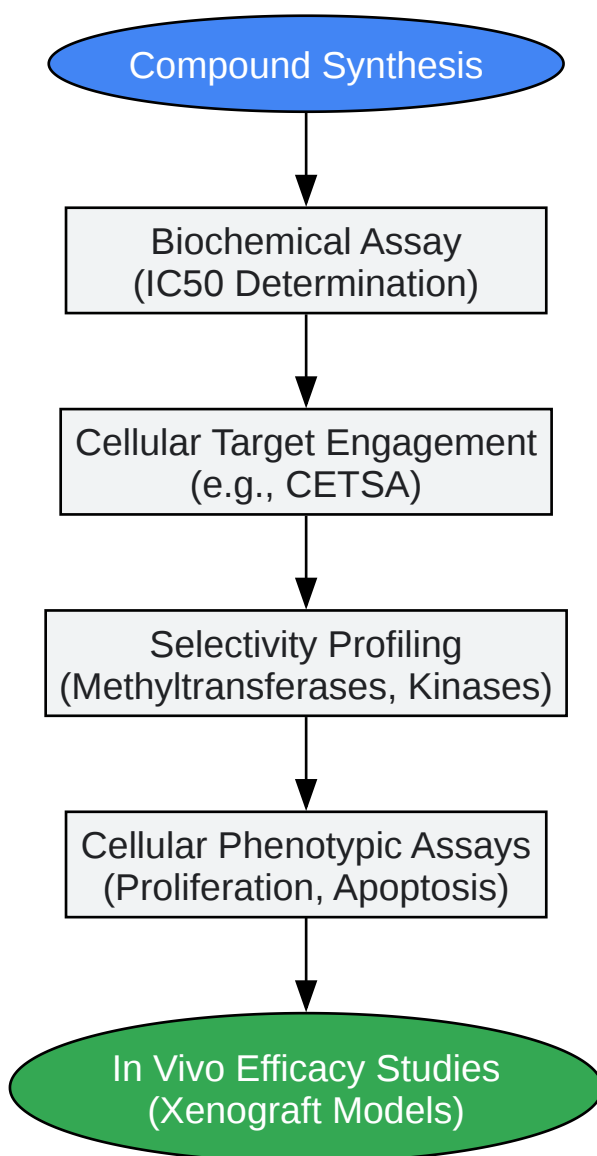 Compound Synthesis
Biochemical Assay
(IC50 Determination)
Cellular Target Engagement
(e.g., CETSA)
Selectivity Profiling
(Methyltransferases, Kinases)
Cellular Phenotypic Assays
(Proliferation, Apoptosis)
In Vivo Efficacy Studies
(Xenograft Models)